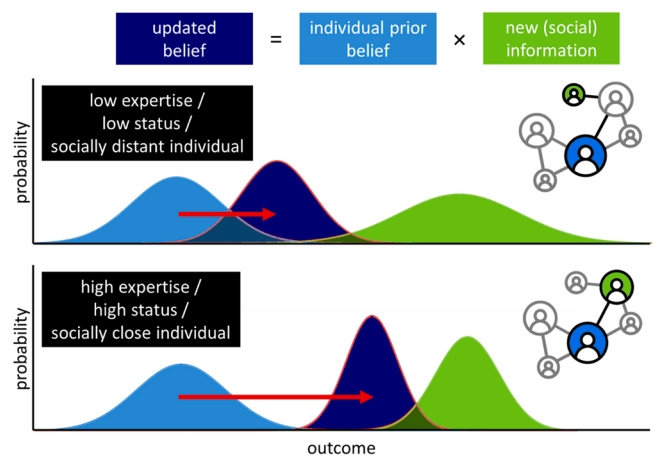 updated
belief
=
individual prior
belief
×
new (social)
information
probability
low expertise /
low status /
socially distant individual
probability
high expertise /
high status /
socially close individual
outcome